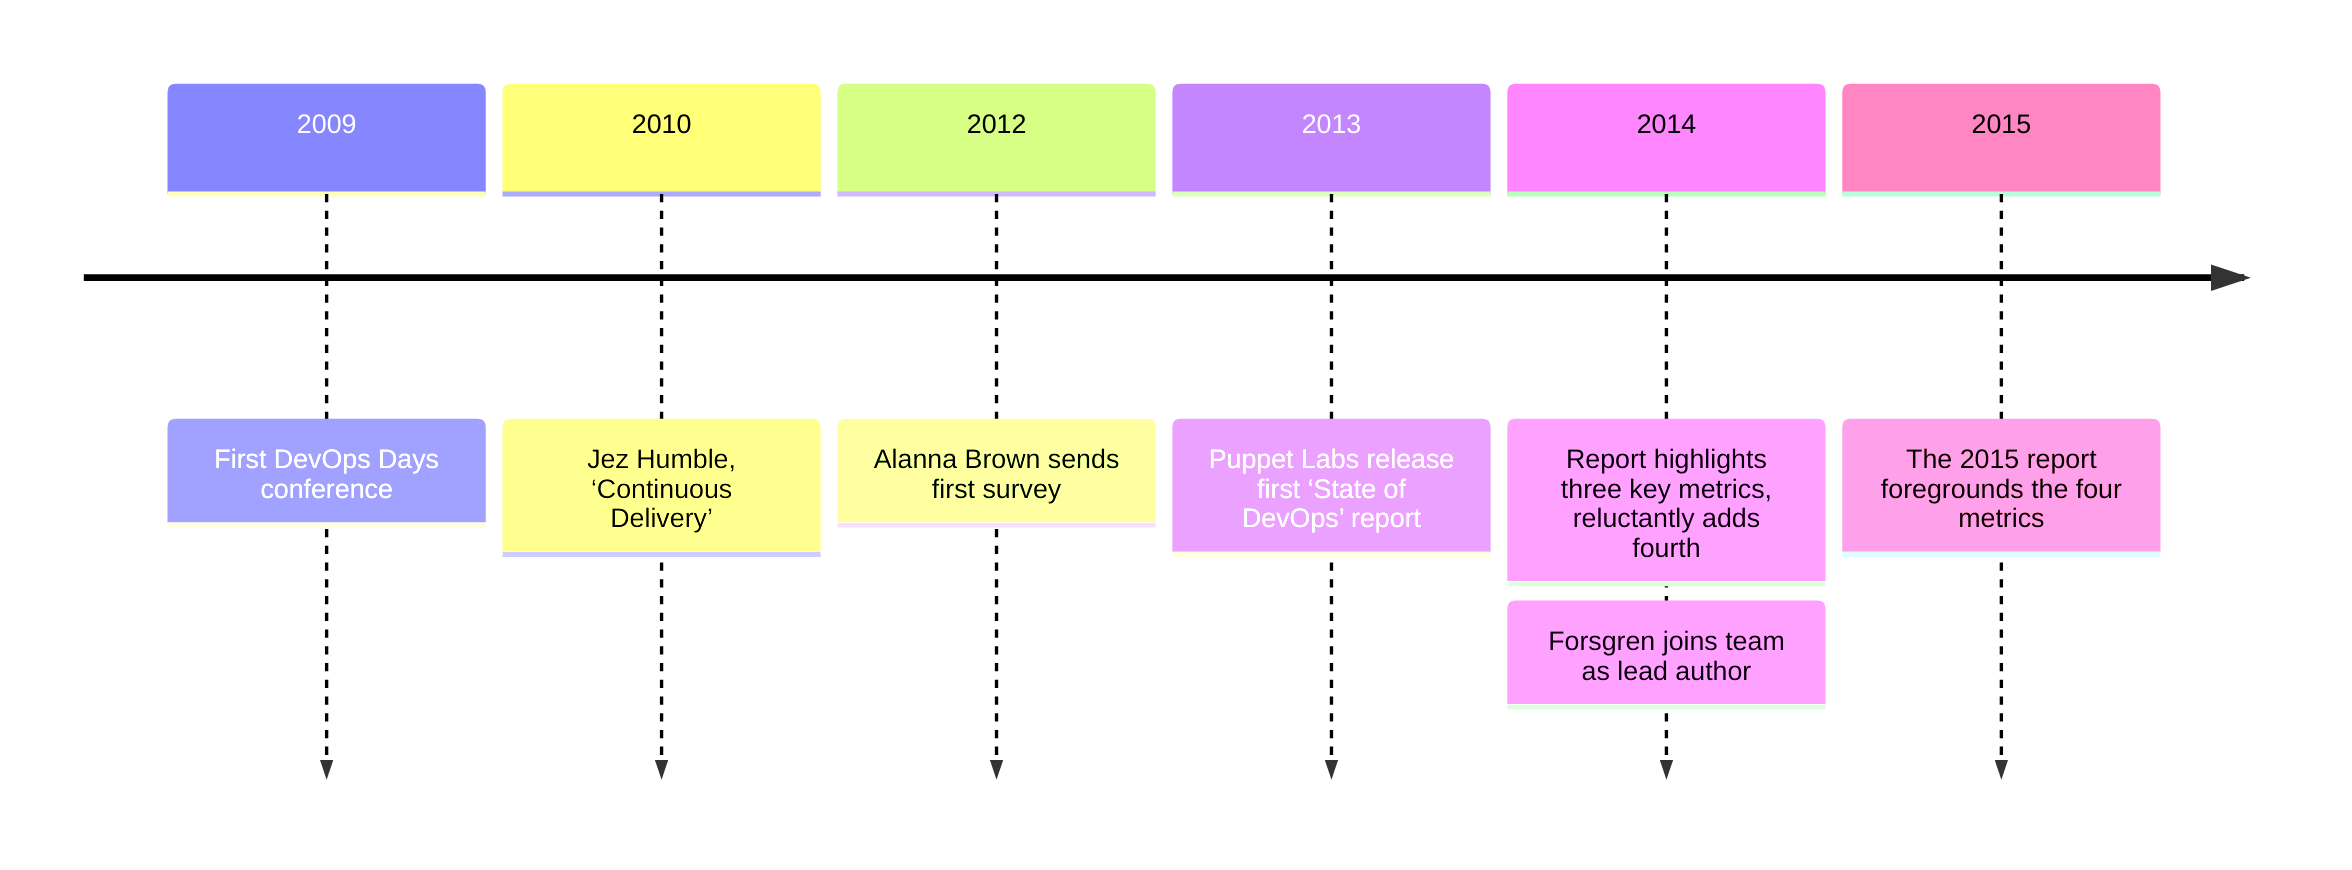 2009
2010
2012
2013
2014
2015
First DevOps Days
conference
Jez Humble,
‘Continuous
Delivery’
Alanna Brown sends
first survey
Puppet Labs release
first ‘State of
DevOps’ report
Report highlights
three key metrics,
reluctantly adds
fourth
Forsgren joins team
as lead author
The 2015 report
foregrounds the four
metrics